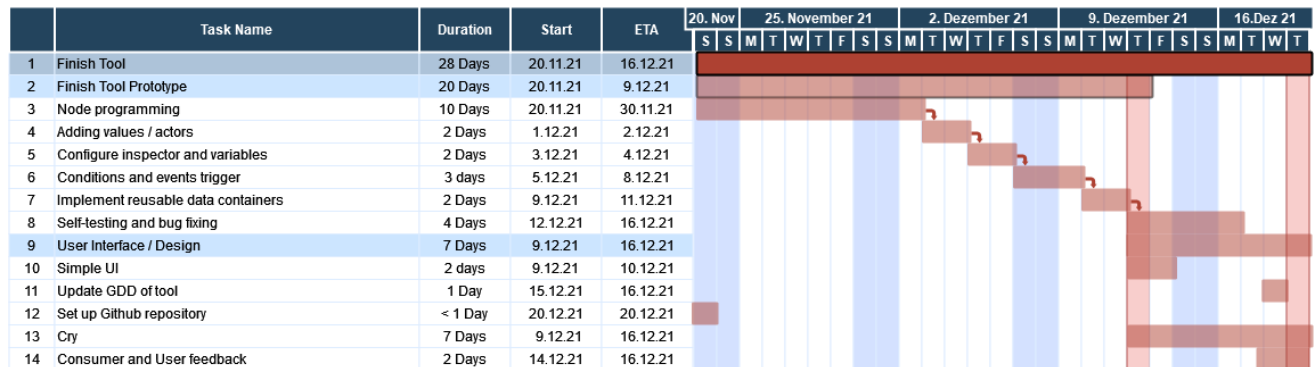 Task Name Duration Start ETA 20. Nov 25. November 21 2. Dezember 21 9. Dezember 21 16.Dez 21
S S M T W T F S S M T W T F S S M T W T F S S M T W T
1 Finish Tool 28 Days 20.11.21 16.12.21
2 Finish Tool Prototype 20 Days 20.11.21 9.12.21
3 Node programming 10 Days 20.11.21 30.11.21
4 Adding values / actors 2 Days 1.12.21 2.12.21
5 Configure inspector and variables 2 Days 3.12.21 4.12.21
6 Conditions and events trigger 3 days 5.12.21 8.12.21
7 Implement reusable data containers 2 Days 9.12.21 11.12.21
8 Self-testing and bug fixing 4 Days 12.12.21 16.12.21
9 User Interface / Design 7 Days 9.12.21 16.12.21
10 Simple UI 2 days 9.12.21 10.12.21
11 Update GDD of tool 1 Day 15.12.21 16.12.21
12 Set up Github repository < 1 Day 20.12.21 20.12.21
13 Cry 7 Days 9.12.21 16.12.21
14 Consumer and User feedback 2 Days 14.12.21 16.12.21